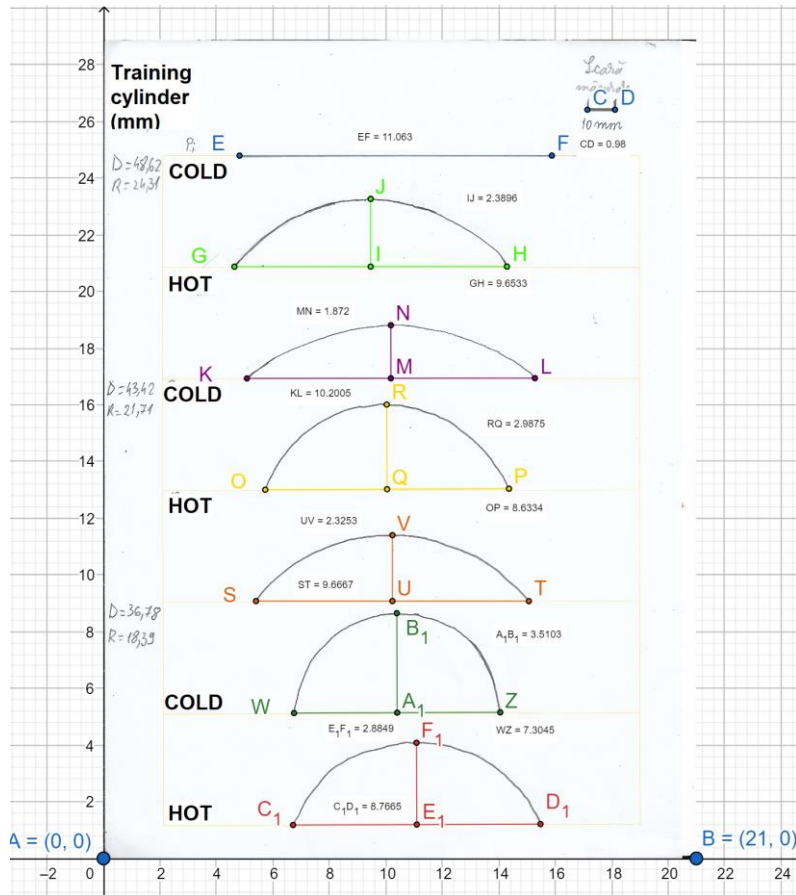 28
26
24
22
20
18
16
14
12
10
8
6
4
2
0
Training
cylinder
(mm)
Scară
C D
10 mm
CD = 0.98
E
EF = 11.063
F
D=48,62
R=24,31
COLD
J
IJ = 2.3896
G
I
H
HOT
GH = 9.6533
MN = 1.872
N
K
M
L
D=43,42
R=21,71
COLD
KL = 10.2005
R
RQ = 2.9875
O
Q
P
HOT
OP = 8.6334
UV = 2.3253
V
S
ST = 9.6667
U
T
D=36,78
R=18,39
B₁
A₁B₁ = 3.5103
COLD
W
A₁
Z
E₁F₁ = 2.8849
F₁
WZ = 7.3045
HOT
C₁
C₁D₁ = 8.7665
E₁
D₁
A = (0, 0)
B = (21, 0)
−2 0 2 4 6 8 10 12 14 16 18 20 22 24